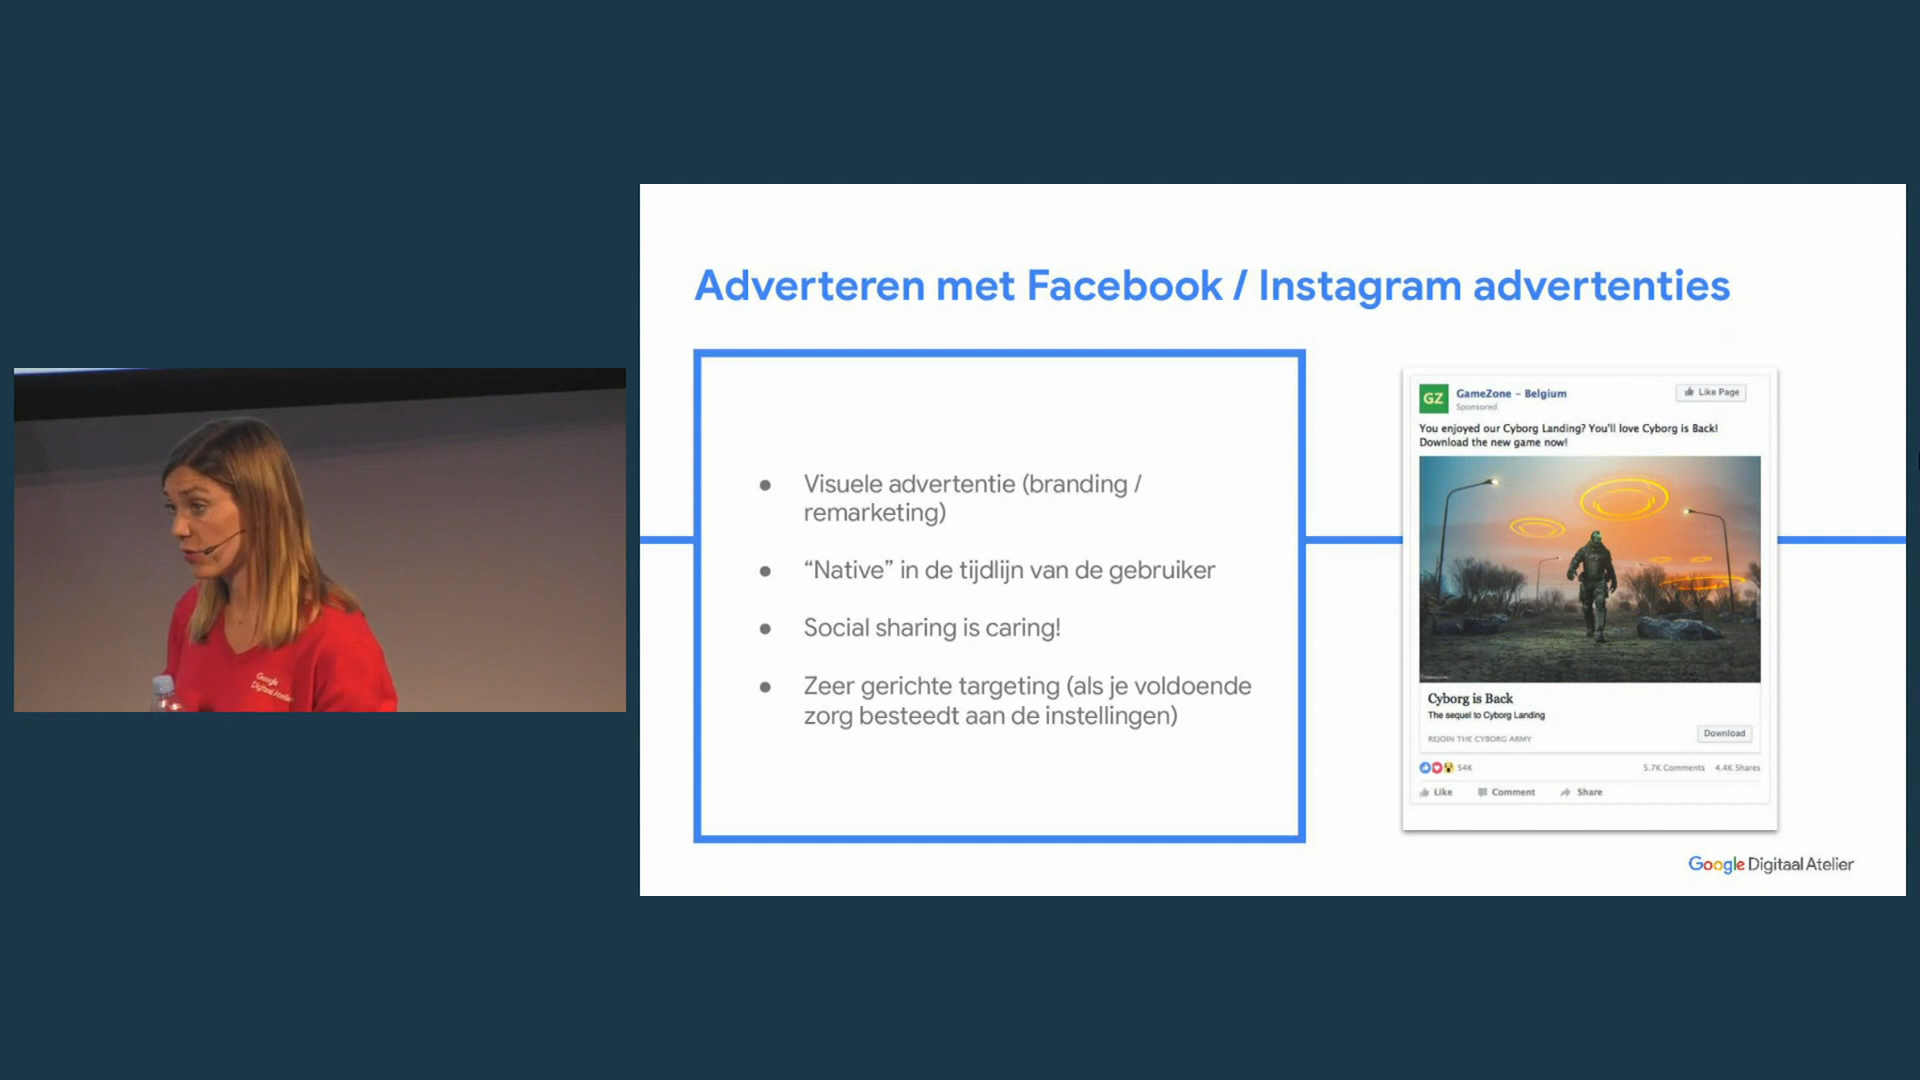 Adverteren met Facebook / Instagram advertenties
Visuele advertentie (branding /
remarketing)
“Native” in de tijdlijn van de gebruiker
Social sharing is caring!
Zeer gerichte targeting (als je voldoende
zorg besteedt aan de instellingen)
GZ
GameZone – Belgium
Sponsored
Like Page
You enjoyed our Cyborg Landing? You'll love Cyborg is Back!
Download the new game now!
Cyborg is Back
The sequel to Cyborg Landing
REJOIN THE CYBORG ARMY
Download
54K
5.7K Comments 4.4K Shares
Like Comment Share
Google Digitaal Atelier
Google
Digitaal Atelier